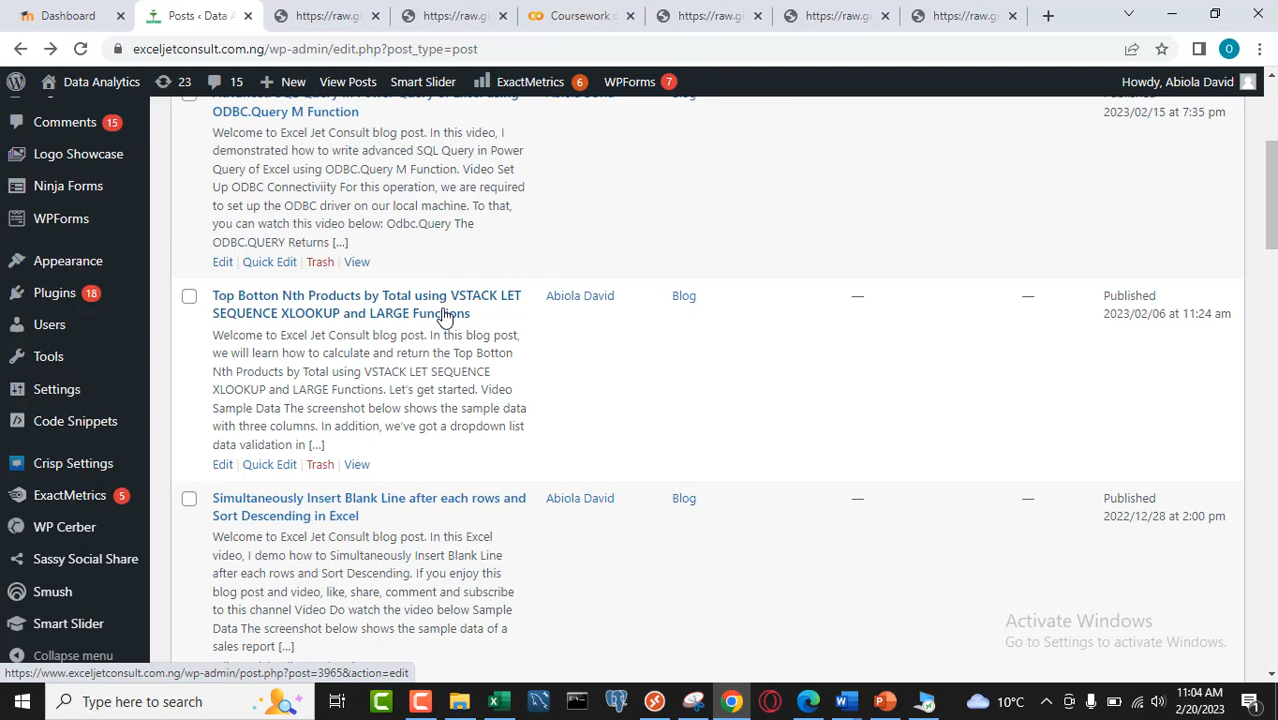 Dashboard
Posts ‹ Data A
https://raw.gi
https://raw.gi
Coursework o
https://raw.gi
https://raw.gi
https://raw.gi
exceljetconsult.com.ng/wp-admin/edit.php?post_type=post
O
Data Analytics
23
15
New
View Posts
Smart Slider
ExactMetrics 6
WPForms 7
Howdy, Abiola David
Comments 15
Logo Showcase
Ninja Forms
WPForms
Appearance
Plugins 18
Users
Tools
Settings
Code Snippets
Crisp Settings
ExactMetrics 5
WP Cerber
Sassy Social Share
Smush
Smart Slider
Collapse menu
ODBC.Query M Function
Published
2023/02/15 at 7:35 pm
Welcome to Excel Jet Consult blog post. In this video, I
demonstrated how to write advanced SQL Query in Power
Query of Excel using ODBC.Query M Function. Video Set
Up ODBC Connectiviity For this operation, we are required
to set up the ODBC driver on our local machine. To that,
you can watch this video below: Odbc.Query The
ODBC.QUERY Returns [...]
Edit | Quick Edit | Trash | View
Top Botton Nth Products by Total using VSTACK LET
SEQUENCE XLOOKUP and LARGE Functions
Abiola David
Blog
—
—
Published
2023/02/06 at 11:24 am
Welcome to Excel Jet Consult blog post. In this blog post,
we will learn how to calculate and return the Top Botton
Nth Products by Total using VSTACK LET SEQUENCE
XLOOKUP and LARGE Functions. Let's get started. Video
Sample Data The screenshot below shows the sample data
with three columns. In addition, we've got a dropdown list
data validation in [...]
Edit | Quick Edit | Trash | View
Simultaneously Insert Blank Line after each rows and
Sort Descending in Excel
Abiola David
Blog
—
—
Published
2022/12/28 at 2:00 pm
Welcome to Excel Jet Consult blog post. In this Excel
video, I demo how to Simultaneously Insert Blank Line
after each rows and Sort Descending. If you enjoy this
blog post and video, like, share, comment and subscribe
to this channel Video Do watch the video below Sample
Data The screenshot below shows the sample data of a
sales report [...]
Activate Windows
Go to Settings to activate Windows.
https://www.exceljetconsult.com.ng/wp-admin/post.php?post=3965&action=edit
Type here to search
10°C
11:04 AM
2/20/2023
1